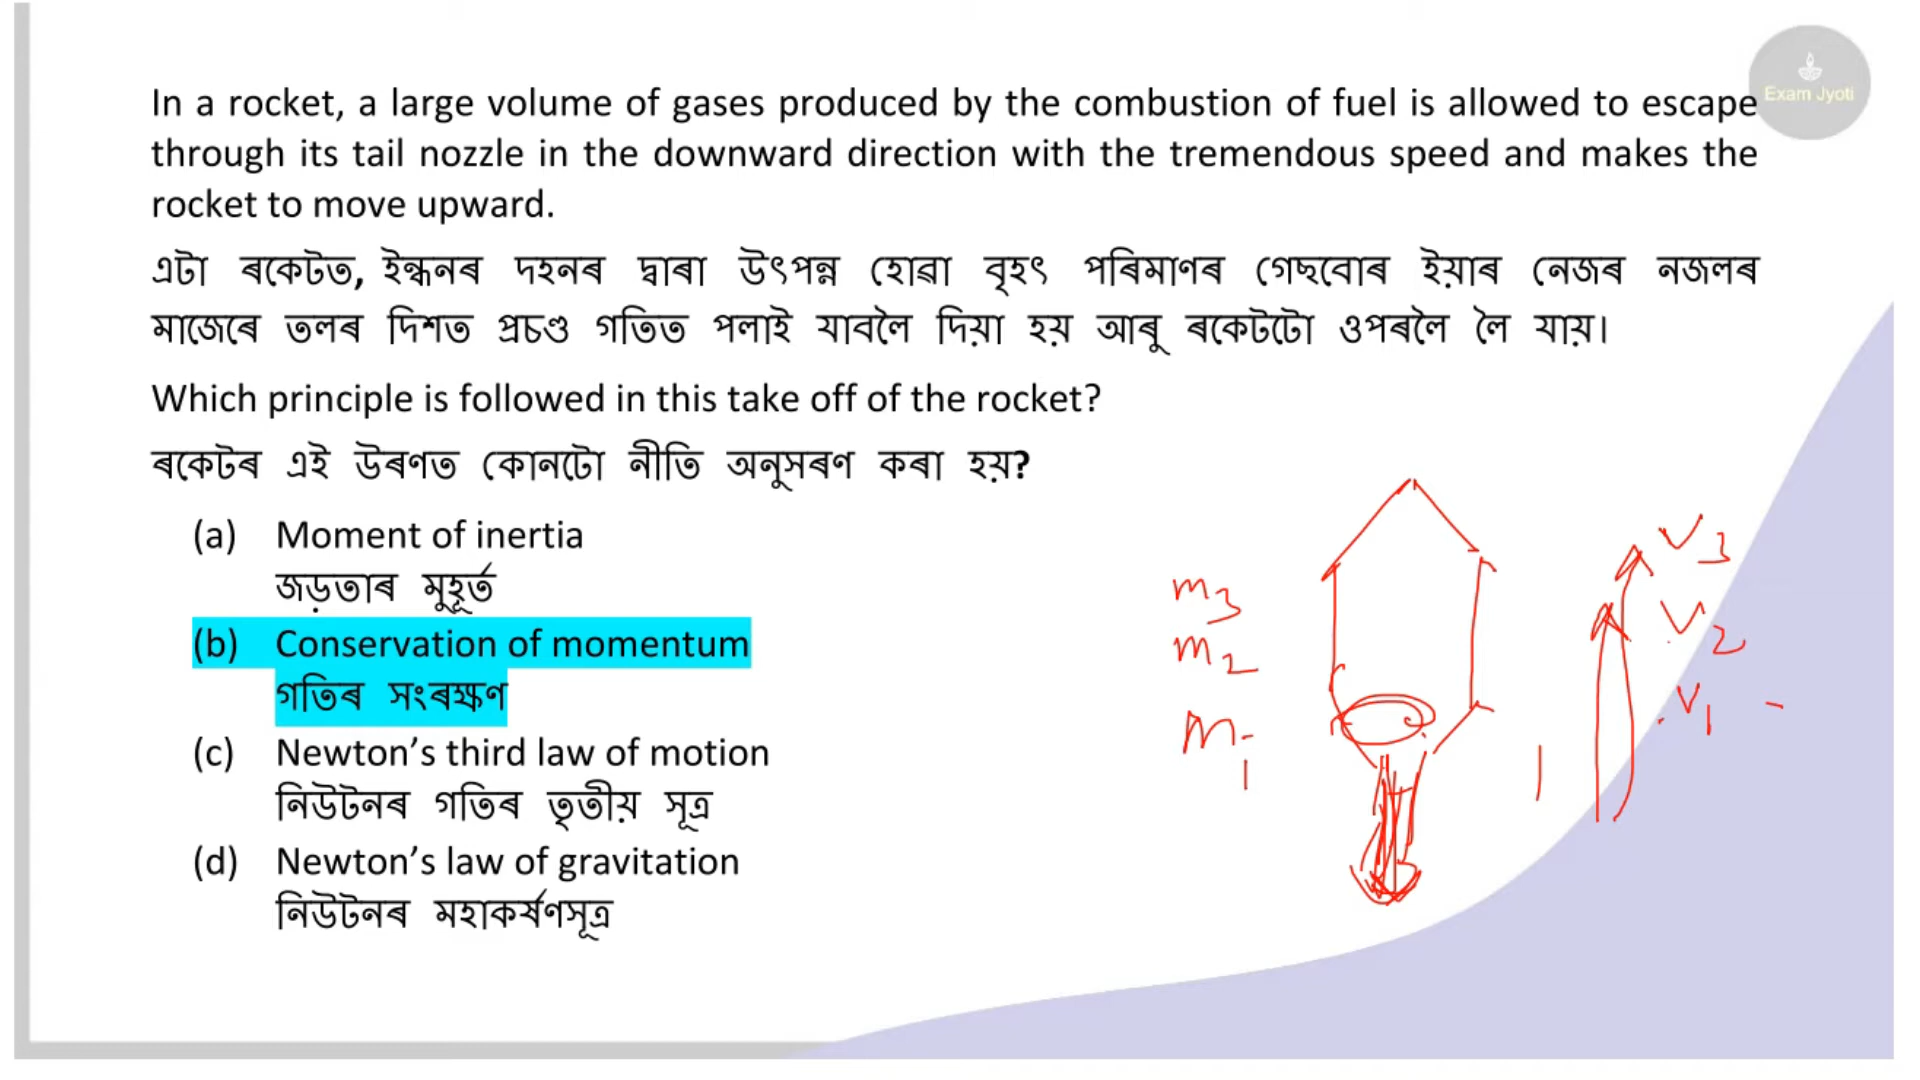 Exam Jyoti
In a rocket, a large volume of gases produced by the combustion of fuel is allowed to escape
through its tail nozzle in the downward direction with the tremendous speed and makes the
rocket to move upward.
এটা ৰকেটত, ইন্ধনৰ দহনৰ দ্বাৰা উৎপন্ন হোৱা বৃহৎ পৰিমাণৰ গেছবোৰ ইয়াৰ নেজৰ নজলৰ
মাজেৰে তলৰ দিশত প্ৰচণ্ড গতিত পলাই যাবলৈ দিয়া হয় আৰু ৰকেটটো ওপৰলৈ লৈ যায়।
Which principle is followed in this take off of the rocket?
ৰকেটৰ এই উৰণত কোনটো নীতি অনুসৰণ কৰা হয়?
(a) Moment of inertia
জড়তাৰ মুহূৰ্ত
(b) Conservation of momentum
গতিৰ সংৰক্ষণ
(c) Newton’s third law of motion
নিউটনৰ গতিৰ তৃতীয় সূত্ৰ
(d) Newton’s law of gravitation
নিউটনৰ মহাকৰ্ষণসূত্ৰ
m3
m2
m1
v3
v2
v1